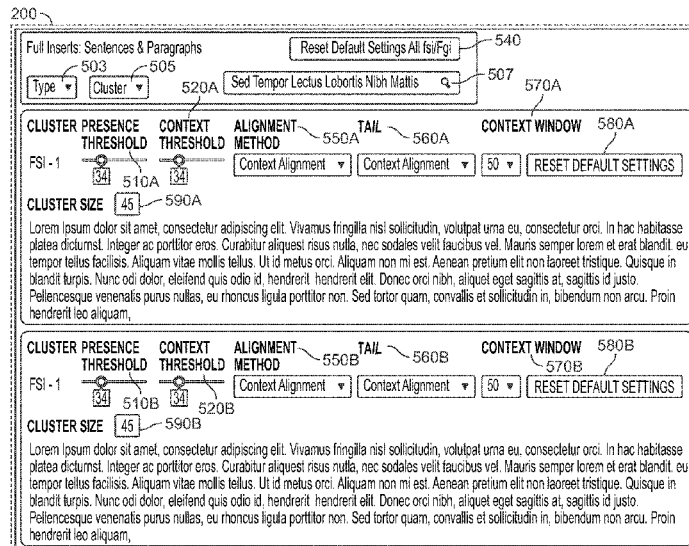 200
Full Inserts: Sentences & Paragraphs
Reset Default Settings All fsi/Fgi
540
503
505
Type
Cluster
520A
Sed Tempor Lectus Lobortis Nibh Mattis
507
570A
CLUSTER PRESENCE THRESHOLD
CONTEXT THRESHOLD
ALIGNMENT METHOD
550A
TAIL
560A
CONTEXT WINDOW
580A
FSI - 1
34
510A
34
Context Alignment
Context Alignment
50
RESET DEFAULT SETTINGS
CLUSTER SIZE 45 590A
Lorem Ipsum dolor sit amet, consectetur adipiscing elit. Vivamus fringilla nisl sollicitudin, volutpat urna eu, consectetur orci. In hac habitasse
platea dictumst. Integer ac porttitor eros. Curabitur aliquest risus nutla, nec sodales velit faucibus vel. Mauris semper lorem et erat blandit. eu
tempor tellus facilisis. Aliquam vitae mollis tellus. Ut id metus orci. Aliquam non mi est. Aenean pretium elit non laoreet tristique. Quisque in
blandit turpis. Nunc odi dolor, eleifend quis odio id, hendrerit hendrerit elit. Donec orci nibh, aliquet eget sagittis at, sagittis id justo.
Pellencesque venenatis purus nultas, eu rhoncus ligula porttitor non. Sed tortor quam, convallis et sollicitudin in, bibendum non arcu. Proin
hendrerit leo aliquam,
CLUSTER PRESENCE THRESHOLD
CONTEXT THRESHOLD
ALIGNMENT METHOD
550B
TAIL
560B
CONTEXT WINDOW
570B
580B
FSI - 1
34
510B
34
520B
Context Alignment
Context Alignment
50
RESET DEFAULT SETTINGS
CLUSTER SIZE 45 590B
Lorem Ipsum dolor sit amet, consectetur adipiscing elit. Vivamus fringilla nisl sollicitudin, volutpat urna eu, consectetur orci. In hac habitasse
platea dictumst. Integer ac porttitor eros. Curabitur aliquest risus nutla, nec sodales velit faucibus vel. Mauris semper lorem et erat blandit. eu
tempor tellus facilisis. Aliquam vitae mollis tellus. Ut id metus orci. Aliquam non mi est. Aenean pretium elit non laoreet tristique. Quisque in
blandit turpis. Nunc odi dolor, eleifend quis odio id, hendrerit hendrerit elit. Donec orci nibh, aliquet eget sagittis at, sagittis id justo.
Pellencesque venenatis purus nultas, eu rhoncus ligula porttitor non. Sed tortor quam, convallis et sollicitudin in, bibendum non arcu. Proin
hendrerit leo aliquam,